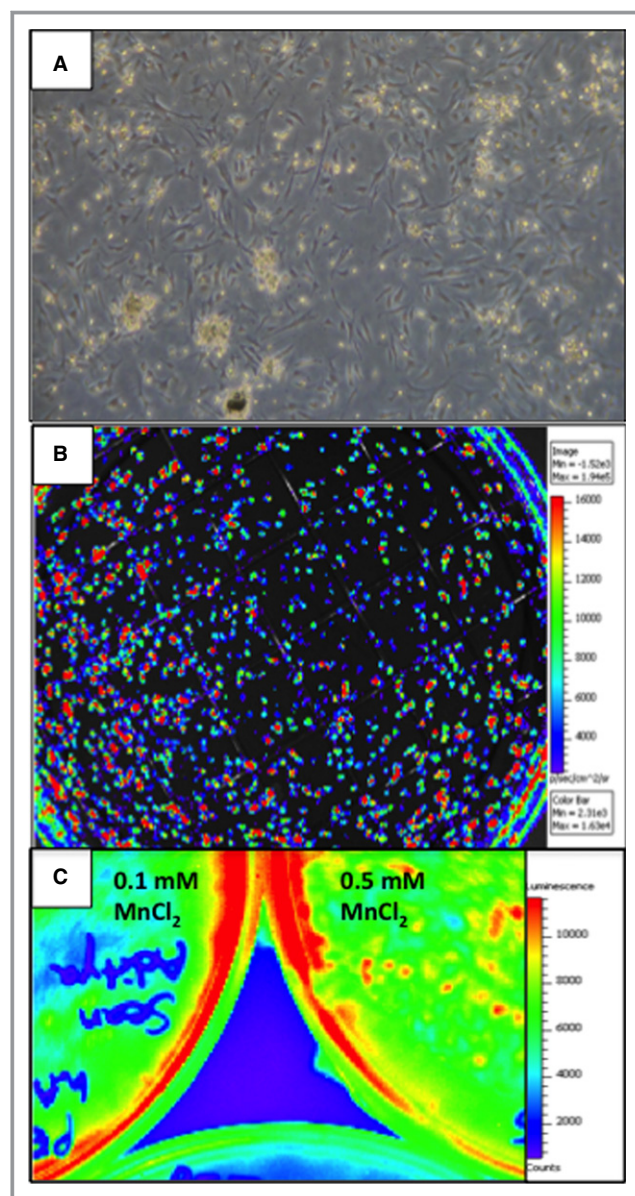 A
B
Image
Min = -1.52e3
Max = 1.94e5
16000
14000
12000
10000
8000
6000
4000
p/sec/cm^2/sr
Color Bar
Min = 2.31e3
Max = 1.63e4
C
0.1 mM
MnCl₂
0.5 mM
MnCl₂
Luminescence
10000
8000
6000
4000
2000
Counts